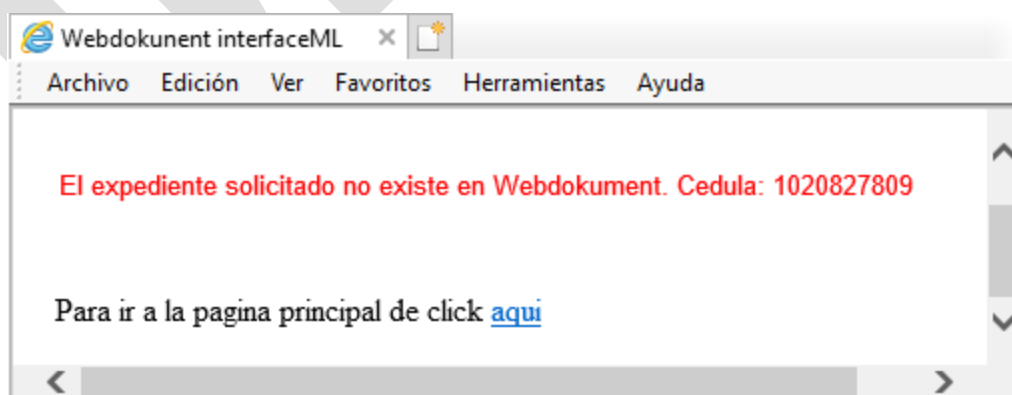 Webdokunent interfaceML
Archivo Edición Ver Favoritos Herramientas Ayuda
El expediente solicitado no existe en Webdokument. Cedula: 1020827809
Para ir a la pagina principal de click aqui